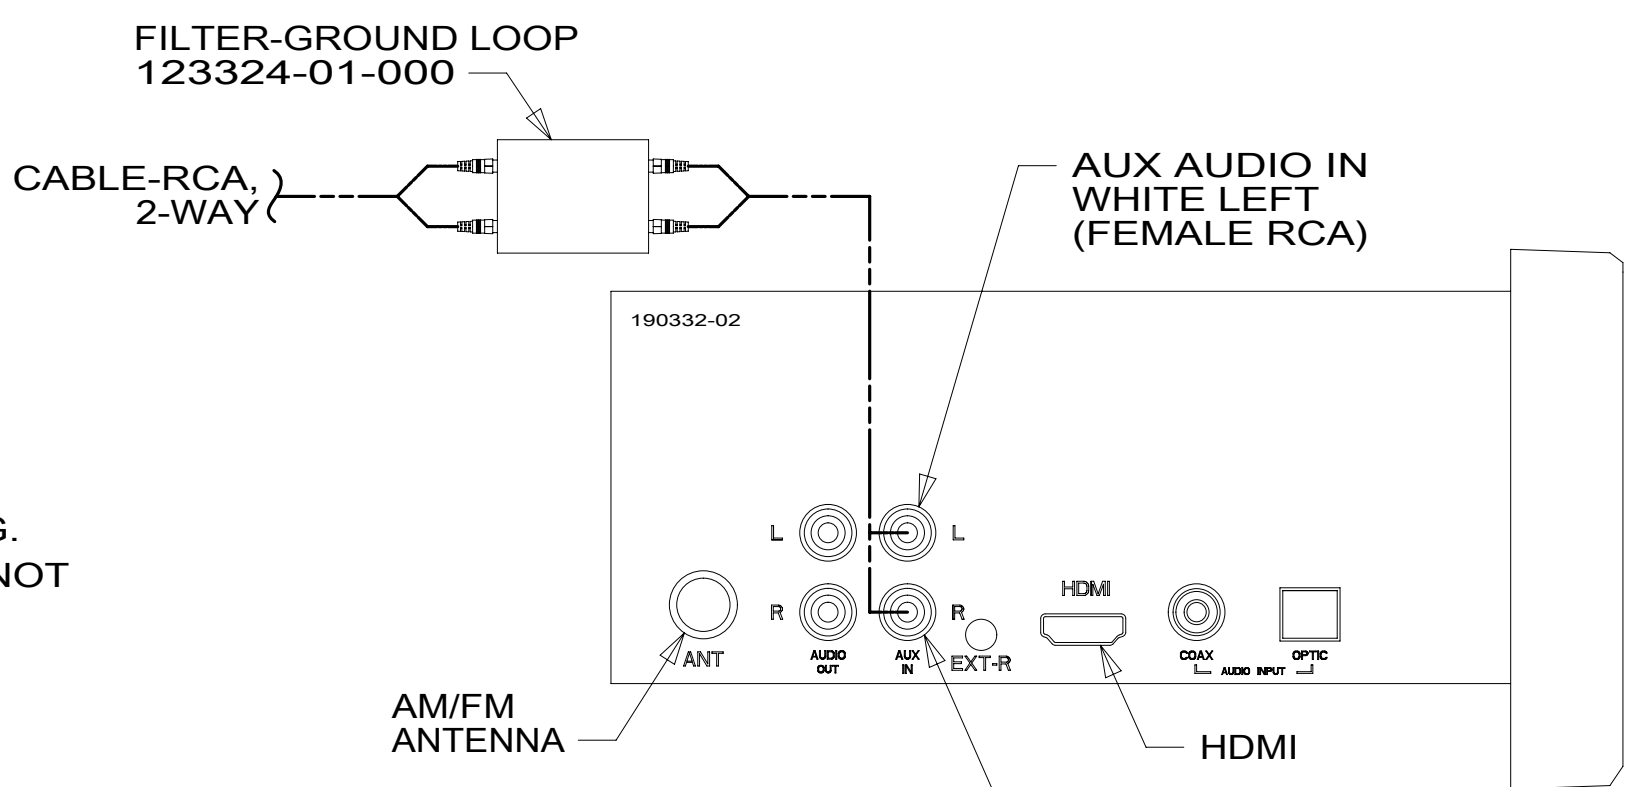 FILTER-GROUND LOOP
123324-01-000
CABLE-RCA,
2-WAY
AUX AUDIO IN
WHITE LEFT
(FEMALE RCA)
190332-02
G.
NOT
L
L
HDMI
R
R
ANT
AUDIO
OUT
AUX
IN
EXT-R
COAX
OPTIC
AUDIO INPUT
AM/FM
ANTENNA
HDMI